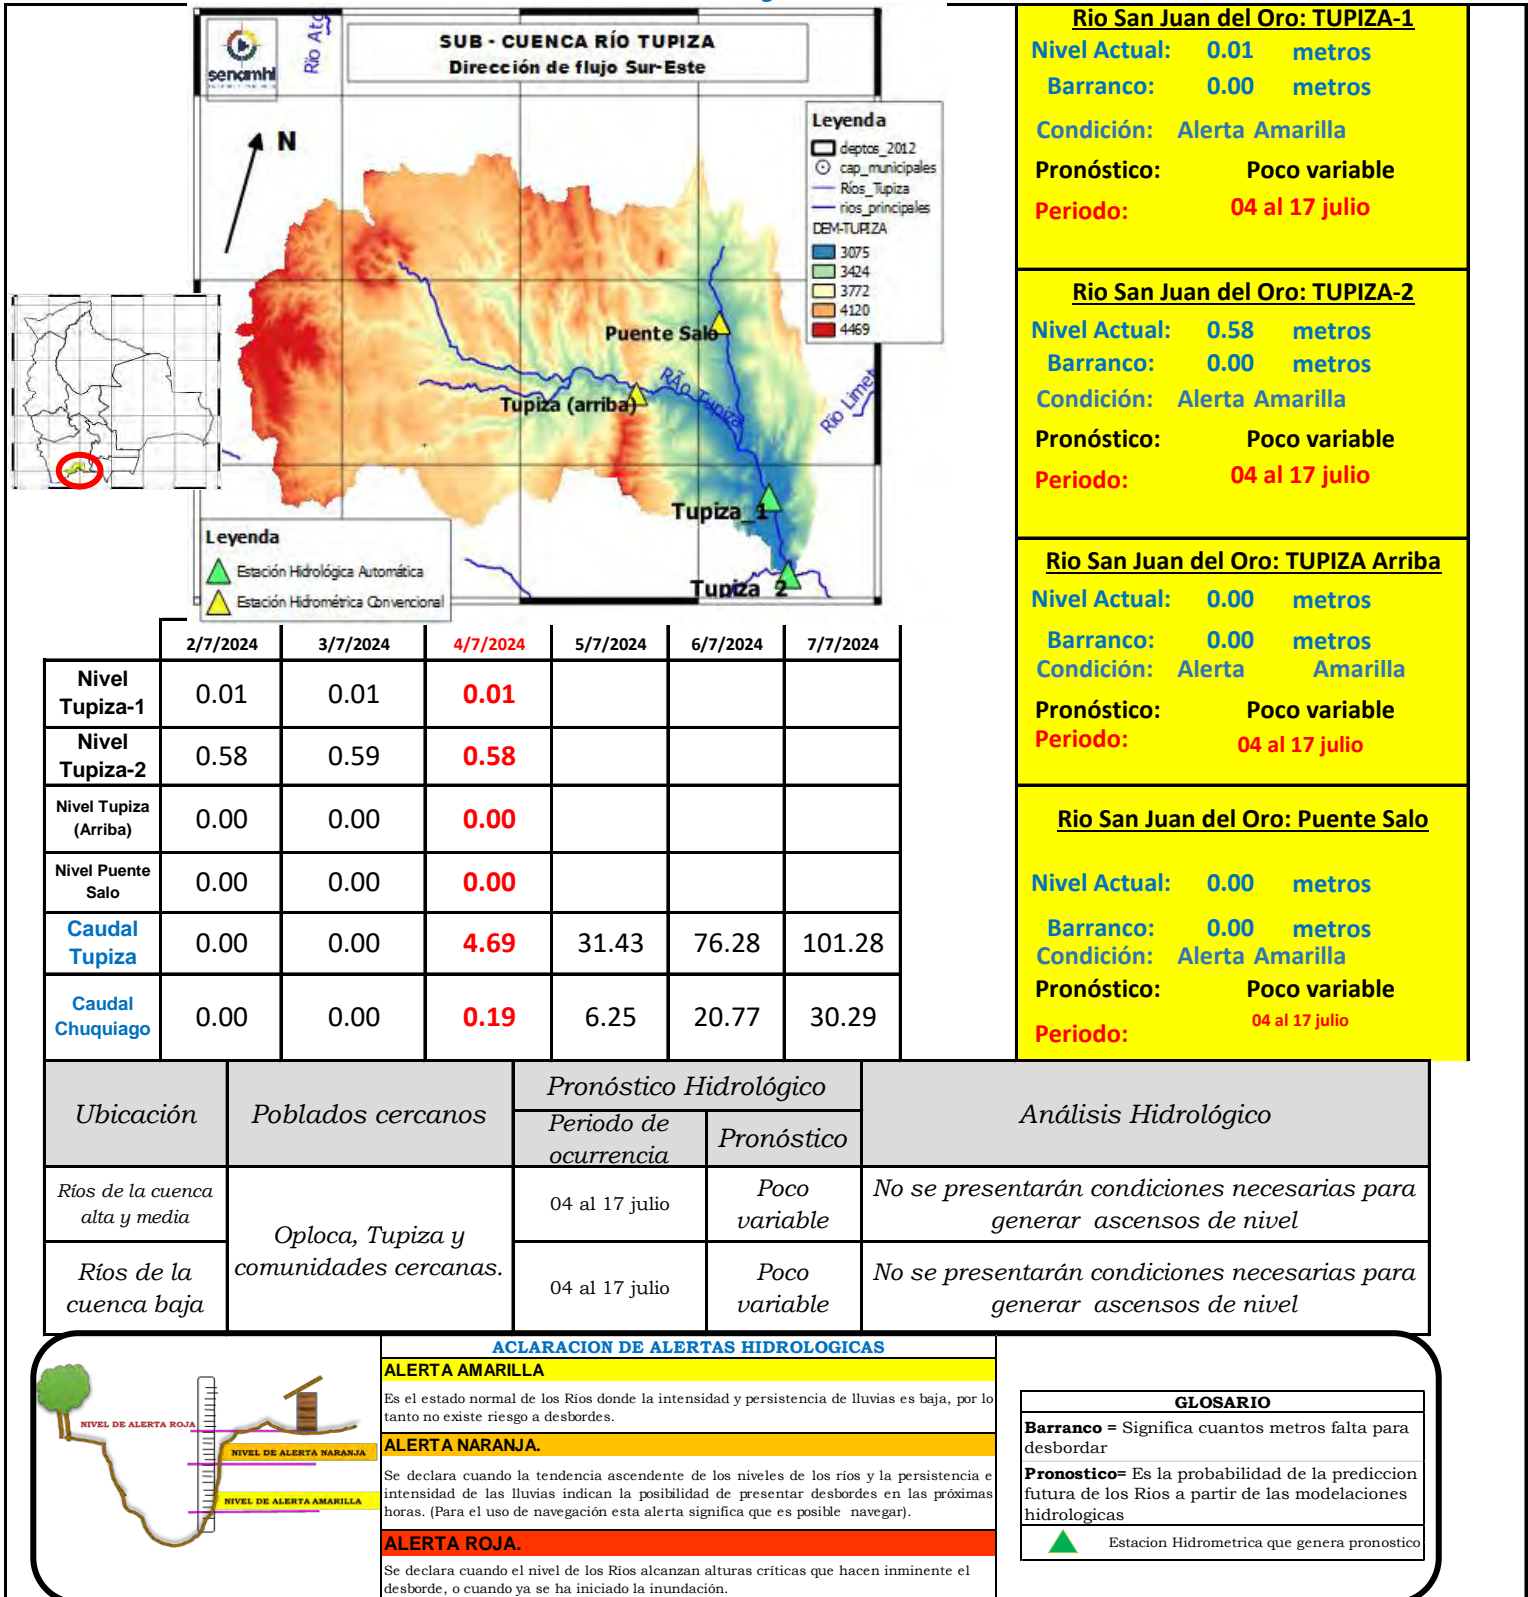 senamhi
Río Ato
SUB - CUENCA RÍO TUPIZA
Dirección de flujo Sur-Este
N
Leyenda
deptos_2012
cap_municipales
Ríos_Tupiza
rios_principales
DEM-TUPIZA
3075
3424
3772
4120
4469
Puente Salo
RÃo Tupiza
Tupiza (arriba)
Río Limet
Tupiza_1
Tupiza_2
Leyenda
Estación Hidrológica Automática
Estación Hidrométrica Convencional
Rio San Juan del Oro: TUPIZA-1
Nivel Actual: 0.01 metros
Barranco: 0.00 metros
Condición: Alerta Amarilla
Pronóstico: Poco variable
Periodo: 04 al 17 julio
Rio San Juan del Oro: TUPIZA-2
Nivel Actual: 0.58 metros
Barranco: 0.00 metros
Condición: Alerta Amarilla
Pronóstico: Poco variable
Periodo: 04 al 17 julio
Rio San Juan del Oro: TUPIZA Arriba
Nivel Actual: 0.00 metros
Barranco: 0.00 metros
Condición: Alerta Amarilla
Pronóstico: Poco variable
Periodo: 04 al 17 julio
Rio San Juan del Oro: Puente Salo
Nivel Actual: 0.00 metros
Barranco: 0.00 metros
Condición: Alerta Amarilla
Pronóstico: Poco variable
Periodo: 04 al 17 julio
2/7/2024 3/7/2024 4/7/2024 5/7/2024 6/7/2024 7/7/2024
Nivel
Tupiza-1 0.01 0.01 0.01
Nivel
Tupiza-2 0.58 0.59 0.58
Nivel Tupiza
(Arriba) 0.00 0.00 0.00
Nivel Puente
Salo 0.00 0.00 0.00
Caudal
Tupiza 0.00 0.00 4.69 31.43 76.28 101.28
Caudal
Chuquiago 0.00 0.00 0.19 6.25 20.77 30.29
Ubicación
Poblados cercanos
Pronóstico Hidrológico
Periodo de
ocurrencia
Pronóstico
Análisis Hidrológico
Ríos de la cuenca
alta y media
Oploca, Tupiza y
comunidades cercanas.
04 al 17 julio
Poco
variable
No se presentarán condiciones necesarias para
generar ascensos de nivel
Ríos de la
cuenca baja
04 al 17 julio
Poco
variable
No se presentarán condiciones necesarias para
generar ascensos de nivel
NIVEL DE ALERTA ROJA
NIVEL DE ALERTA NARANJA
NIVEL DE ALERTA AMARILLA
ACLARACION DE ALERTAS HIDROLOGICAS
ALERTA AMARILLA
Es el estado normal de los Ríos donde la intensidad y persistencia de lluvias es baja, por lo
tanto no existe riesgo a desbordes.
ALERTA NARANJA.
Se declara cuando la tendencia ascendente de los niveles de los ríos y la persistencia e
intensidad de las lluvias indican la posibilidad de presentar desbordes en las próximas
horas. (Para el uso de navegación esta alerta significa que es posible navegar).
ALERTA ROJA.
Se declara cuando el nivel de los Ríos alcanzan alturas críticas que hacen inminente el
desborde, o cuando ya se ha iniciado la inundación.
GLOSARIO
Barranco = Significa cuantos metros falta para
desbordar
Pronostico= Es la probabilidad de la prediccion
futura de los Rios a partir de las modelaciones
hidrologicas
Estacion Hidrometrica que genera pronostico